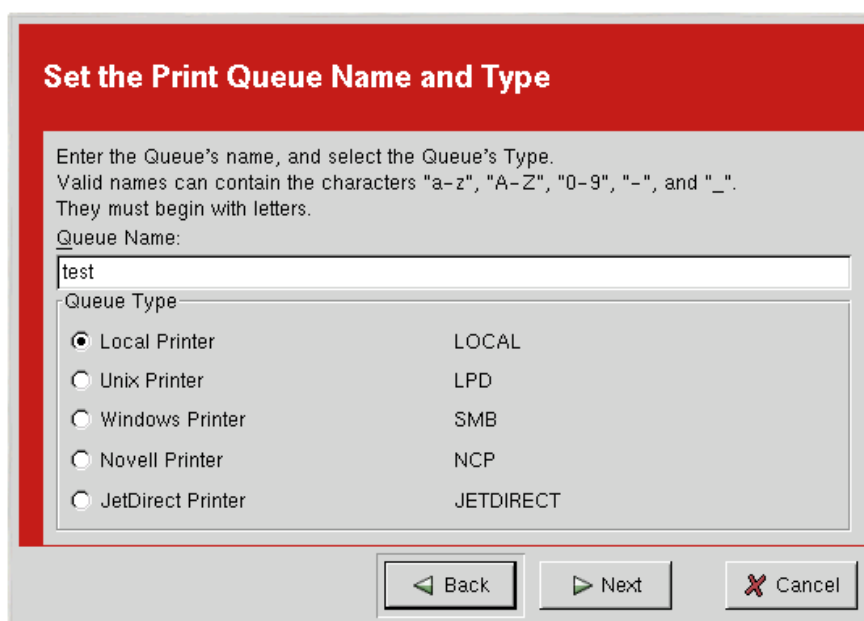 Set the Print Queue Name and Type
Enter the Queue's name, and select the Queue's Type.
Valid names can contain the characters "a-z", "A-Z", "0-9", "-", and "_".
They must begin with letters.
Queue Name:
test
Queue Type
Local Printer LOCAL
Unix Printer LPD
Windows Printer SMB
Novell Printer NCP
JetDirect Printer JETDIRECT
Back Next Cancel